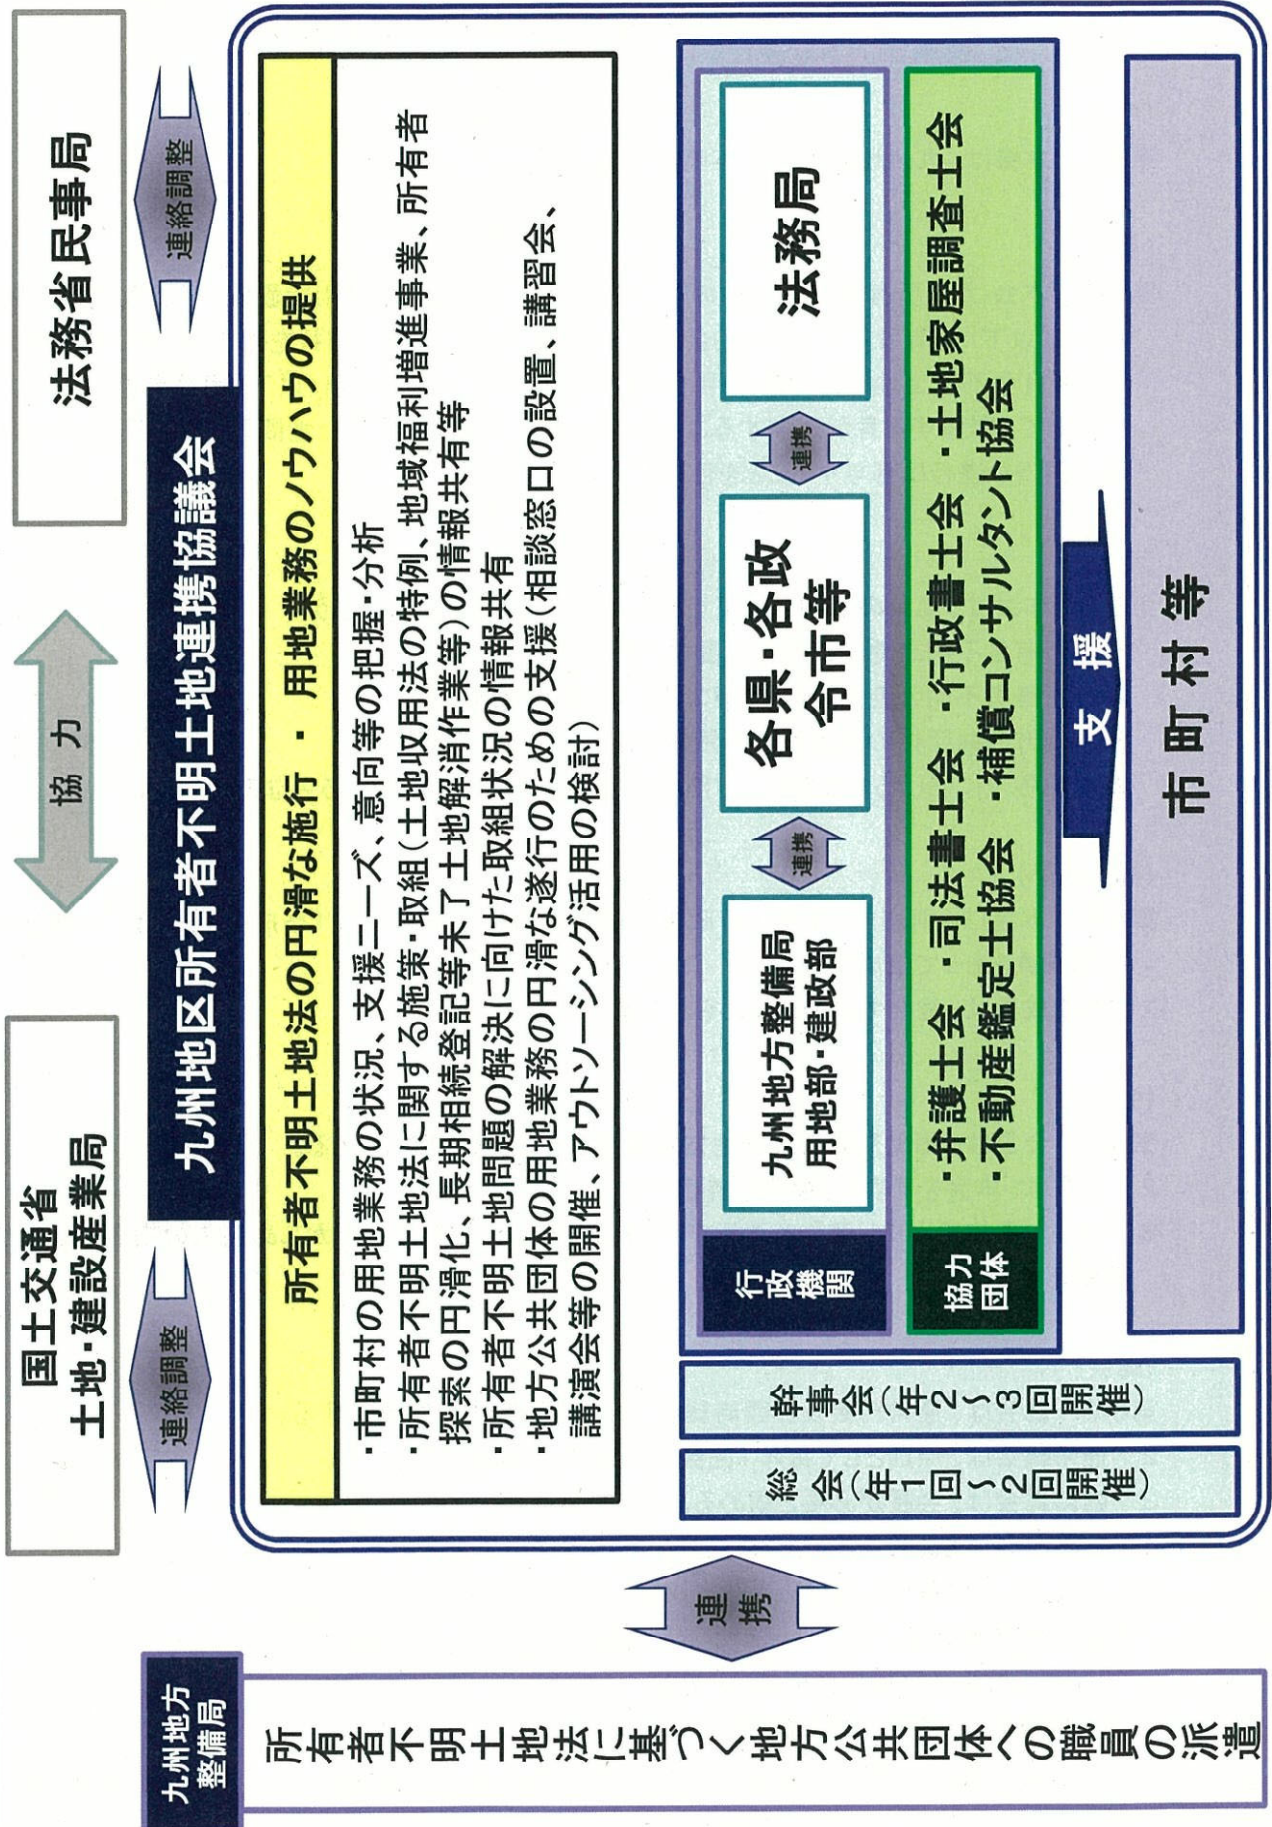 国土交通省
土地・建設産業局
協 力
法務省民事局
連絡調整
九州地区所有者不明土地連携協議会
連絡調整
九州地方
整備局
所有者不明土地法に基づく地方公共団体への職員の派遣
連
携
所有者不明土地法の円滑な施行 ・ 用地業務のノウハウの提供
・市町村の用地業務の状況、支援ニーズ、意向等の把握・分析
・所有者不明土地法に関する施策・取組（土地収用法の特例、地域福利増進事業、所有者
探索の円滑化、長期相続登記等未了土地解消作業等）の情報共有等
・所有者不明土地問題の解決に向けた取組状況の情報共有
・地方公共団体の用地業務の円滑な遂行のための支援（相談窓口の設置、講習会、
講演会等の開催、アウトソーシング活用の検討）
総 会（年１回～２回開催）
幹事会（年２～３回開催）
行政
機関
九州地方整備局
用地部・建政部
連携
各県・各政
令市等
連携
法務局
協力
団体
・弁護士会 ・司法書士会 ・行政書士会 ・土地家屋調査士会
・不動産鑑定士協会 ・補償コンサルタント協会
支 援
市 町 村 等